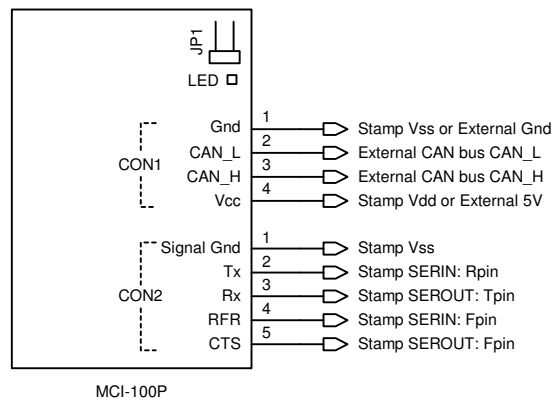 JP1
LED
CON1
Gnd 1 Stamp Vss or External Gnd
CAN_L 2 External CAN bus CAN_L
CAN_H 3 External CAN bus CAN_H
Vcc 4 Stamp Vdd or External 5V
CON2
Signal Gnd 1 Stamp Vss
Tx 2 Stamp SERIN: Rpin
Rx 3 Stamp SEROUT: Tpin
RFR 4 Stamp SERIN: Fpin
CTS 5 Stamp SEROUT: Fpin
MCI-100P